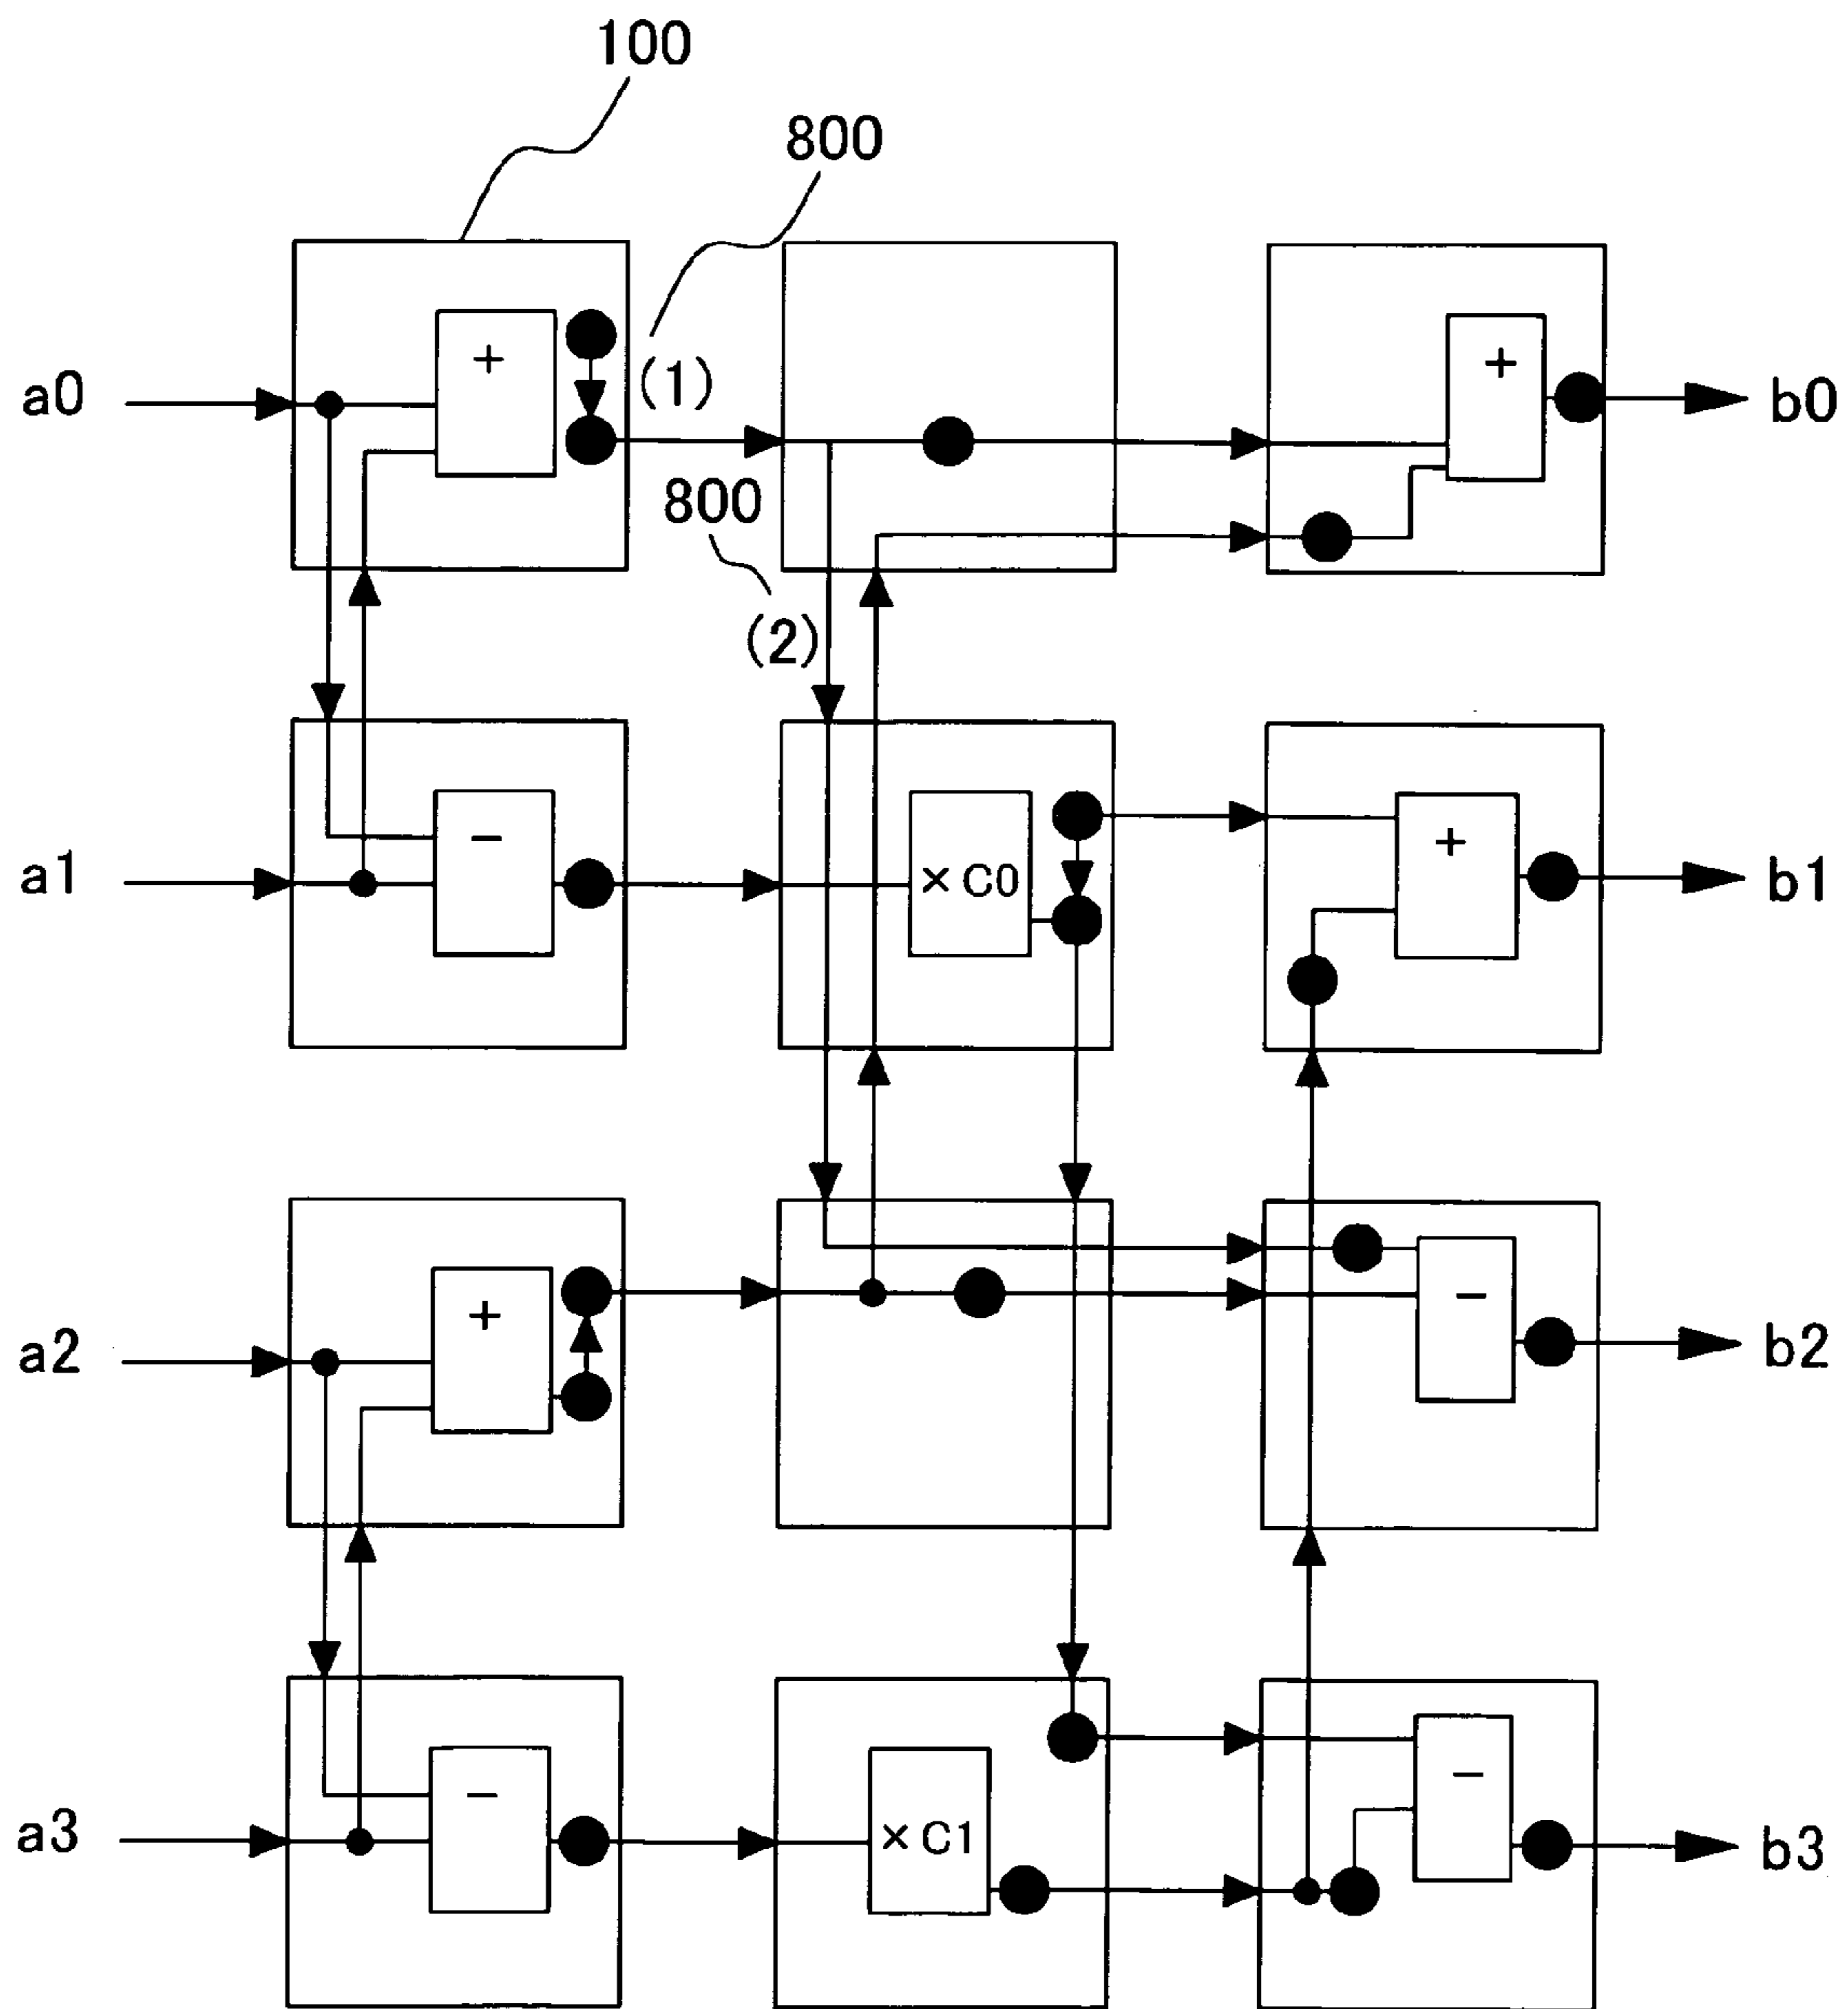 100
800
(1)
+
+
a0
b0
800
(2)
−
× C0
+
a1
b1
+
−
a2
b2
−
× C1
−
a3
b3